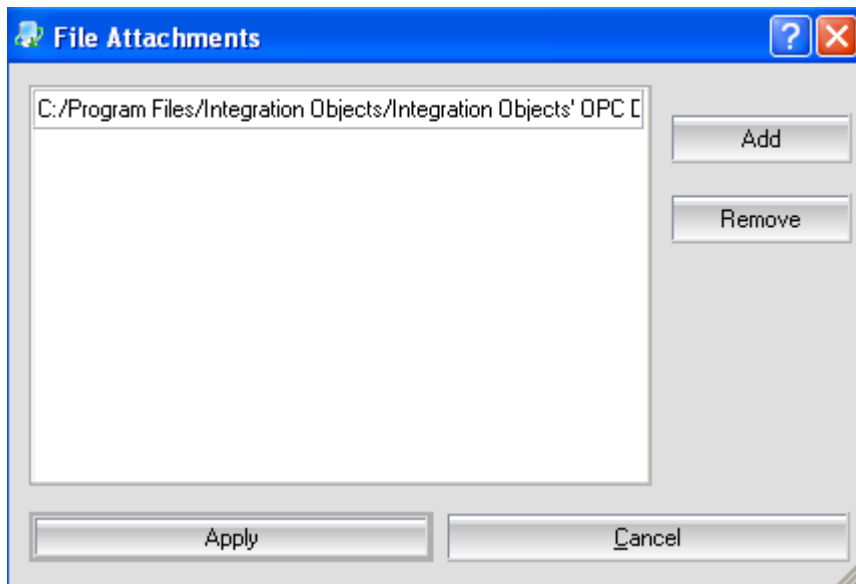 File Attachments
C:/Program Files/Integration Objects/Integration Objects' OPC
Add
Remove
Apply
Cancel